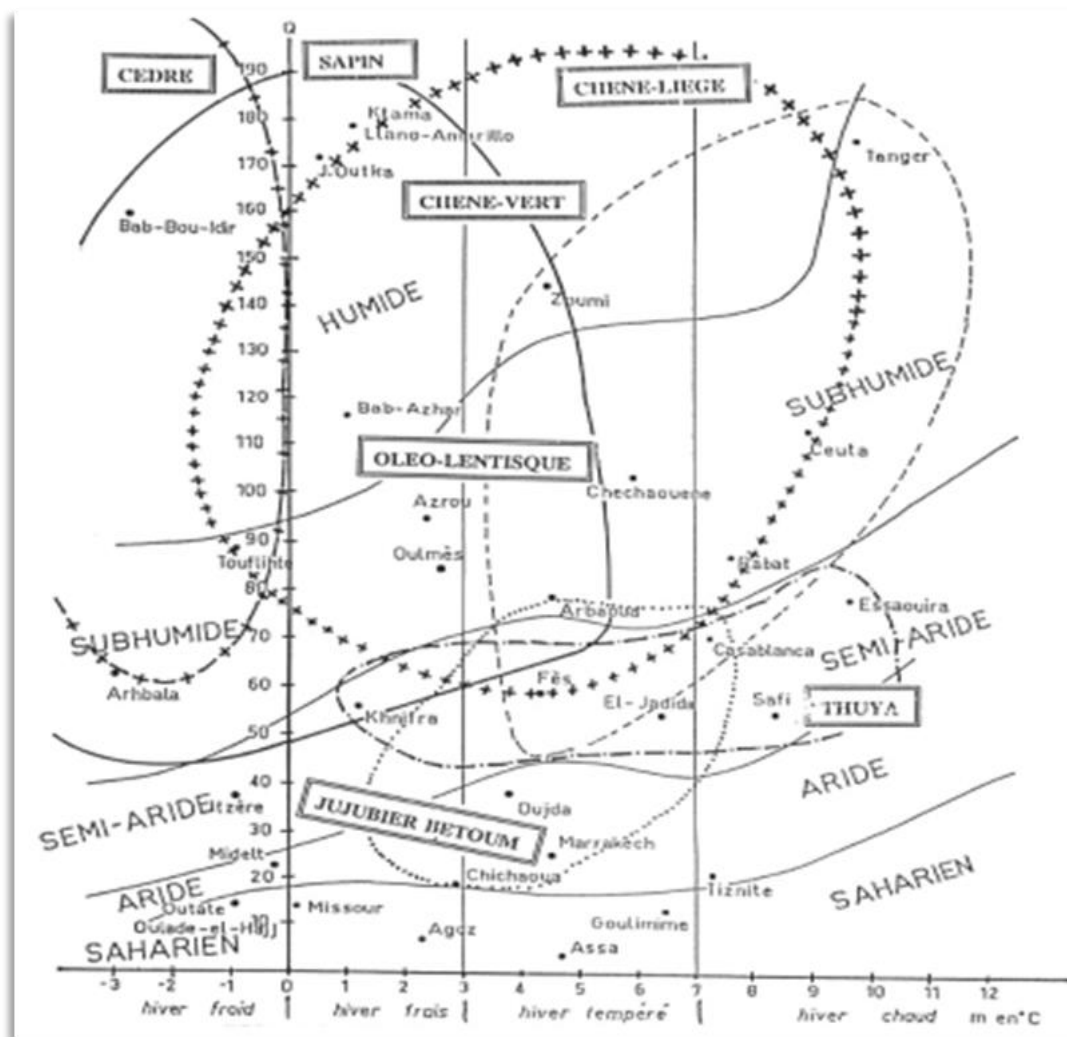 Q
CEDRE
SAPIN
CHENE-LIEGE
190
180
Ktama
Llano-Amarillo
J.Outka
170
Tanger
CHENE-VERT
160
Bab-Bou-Idir
150
HUMIDE
Zoumi
140
130
SUBHUMIDE
120
Bab-Azhar
110
Ceuta
OLEO-LENTISQUE
100
Chechaouene
Azrou
90
Oulmès
Rabat
80
Arbaoua
Essaouira
SUBHUMIDE
70
Casablanca
SEMI-ARIDE
Arhbala
60
Fès
El-Jadida
Safi
THUYA
Khnifra
50
40
ARIDE
SEMI-ARIDE
Itzère
JUJUBIER BETOUM
Oujda
30
Midelt
Marrakech
20
Chichaoua
Tiznite
SAHARIEN
ARIDE
Outate
Oulade-el-Hajj
Missour
10
Goulimime
Agoz
SAHARIEN
Assa
-3 -2 -1 0 1 2 3 4 5 6 7 8 9 10 11 12
hiver froid hiver frais hiver tempéré hiver chaud m en °C